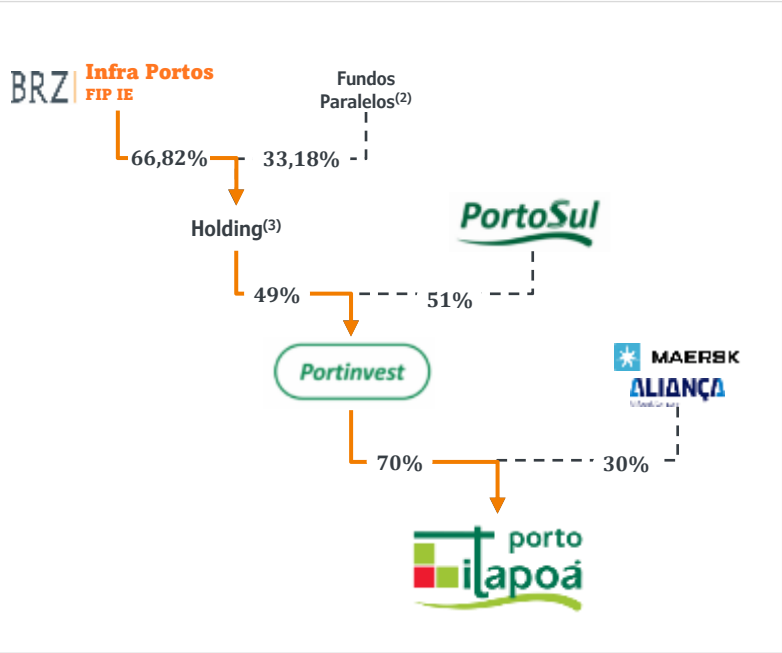 BRZ
Infra Portos
FIP IE
Fundos
Paralelos(2)
66,82%
33,18%
Holding(3)
PortoSul
49%
51%
Portinvest
MAERSK
ALIANÇA
70%
30%
porto
itapoá